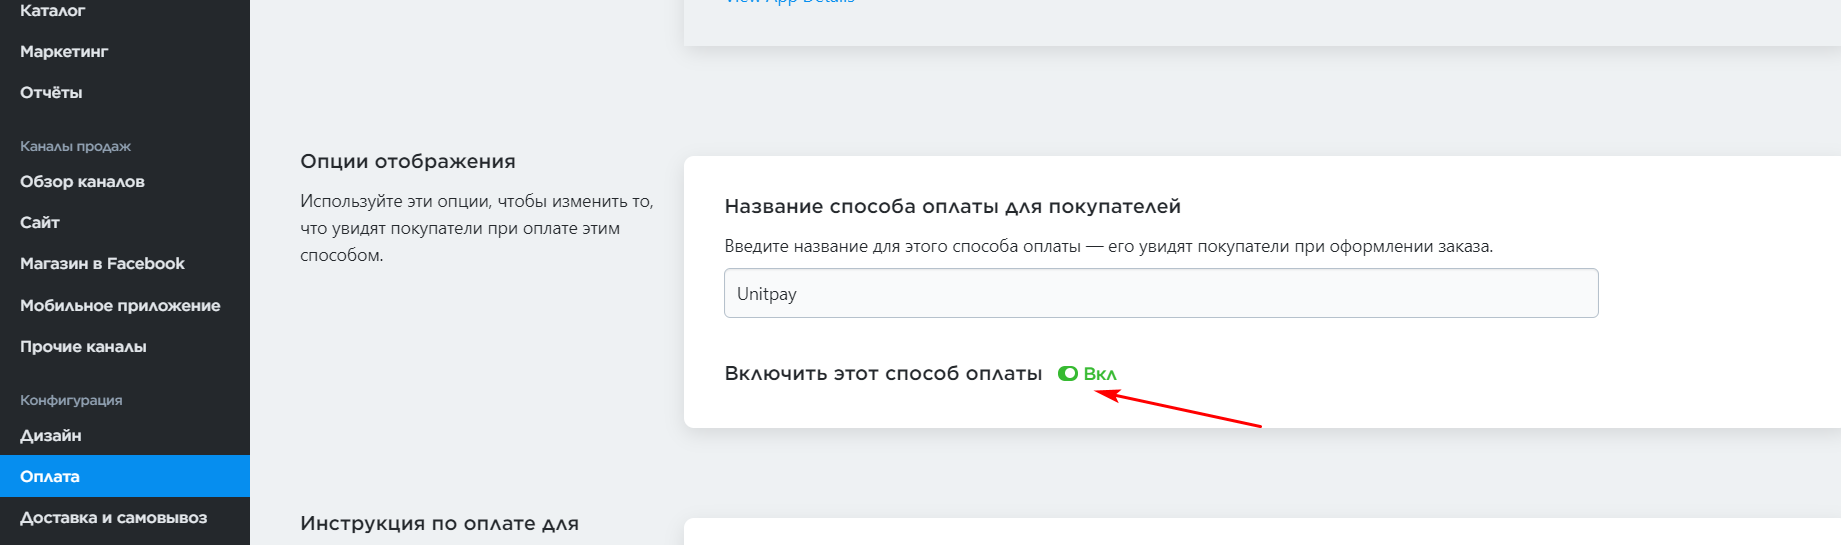 Каталог
Маркетинг
Отчёты
Каналы продаж
Обзор каналов
Сайт
Магазин в Facebook
Мобильное приложение
Прочие каналы
Конфигурация
Дизайн
Оплата
Доставка и самовывоз
View App Details
Опции отображения
Используйте эти опции, чтобы изменить то,
что увидят покупатели при оплате этим
способом.
Название способа оплаты для покупателей
Введите название для этого способа оплаты — его увидят покупатели при оформлении заказа.
Unitpay
Включить этот способ оплаты Вкл
Инструкция по оплате для